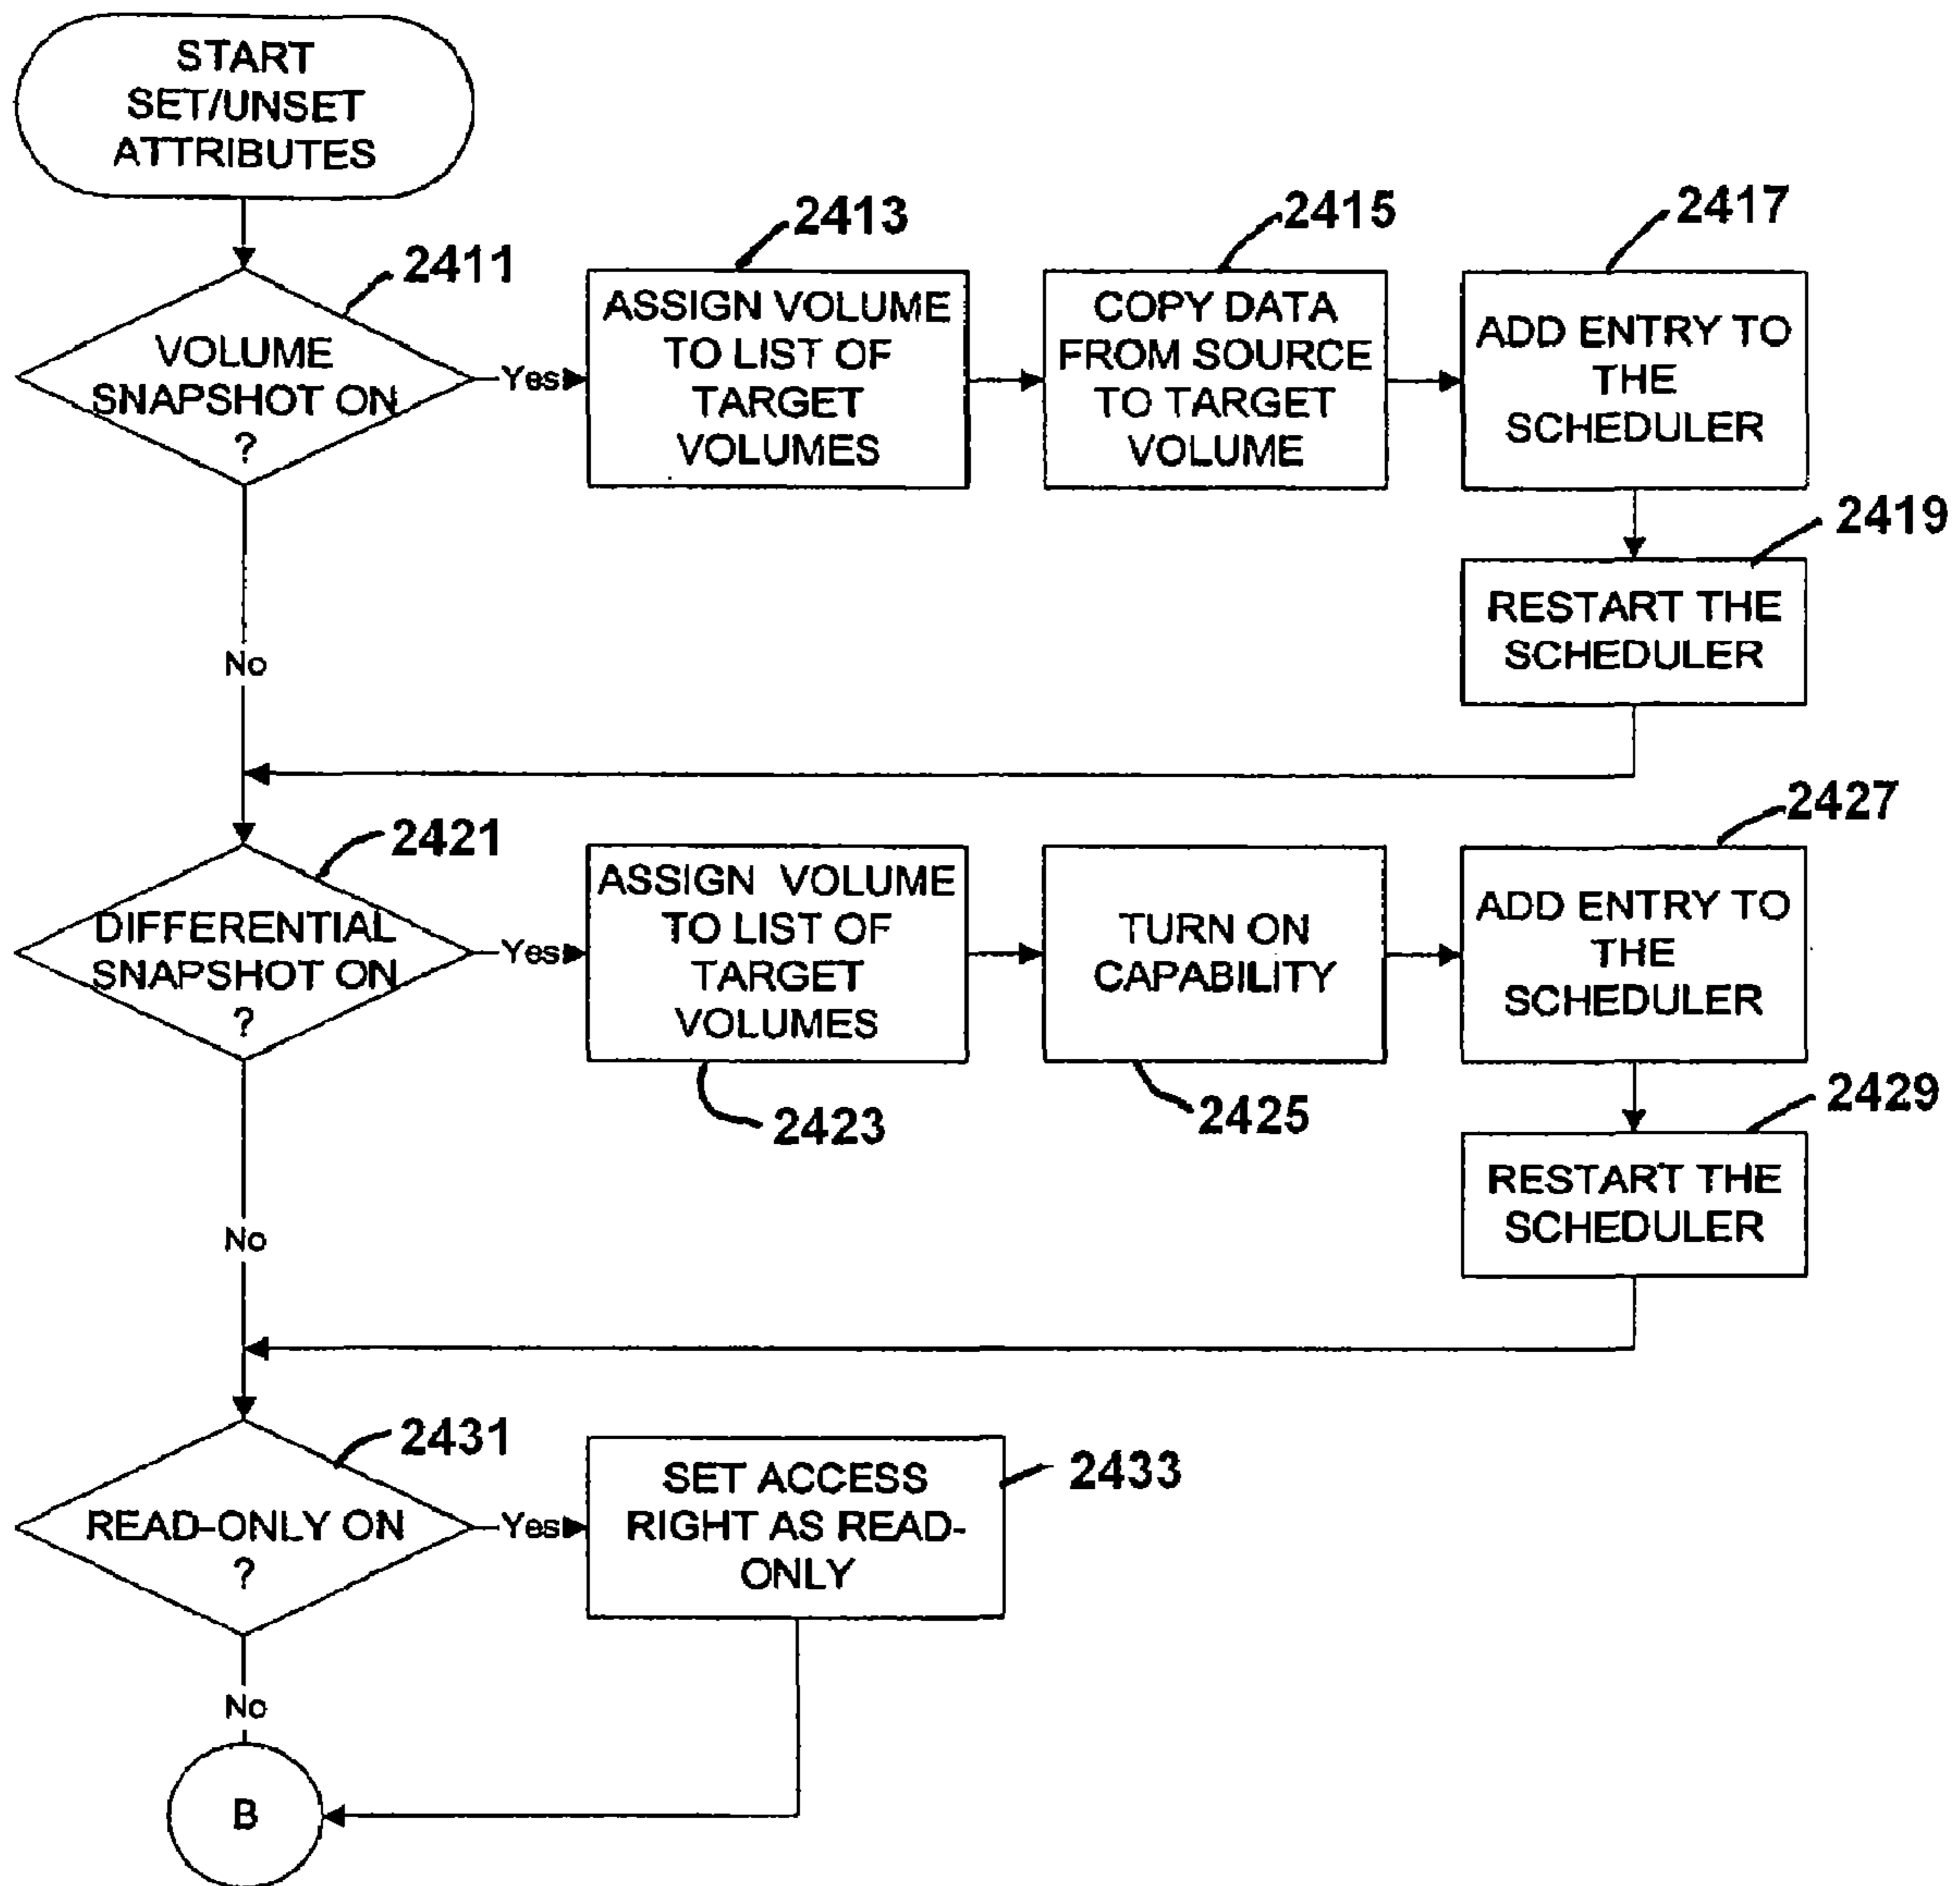 START
SET/UNSET
ATTRIBUTES
2411
VOLUME
SNAPSHOT ON
?
Yes
2413
ASSIGN VOLUME
TO LIST OF
TARGET
VOLUMES
2415
COPY DATA
FROM SOURCE
TO TARGET
VOLUME
2417
ADD ENTRY TO
THE
SCHEDULER
2419
RESTART THE
SCHEDULER
No
2421
DIFFERENTIAL
SNAPSHOT ON
?
Yes
ASSIGN VOLUME
TO LIST OF
TARGET
VOLUMES
2423
TURN ON
CAPABILITY
2425
2427
ADD ENTRY TO
THE
SCHEDULER
2429
RESTART THE
SCHEDULER
No
2431
READ-ONLY ON
?
Yes
SET ACCESS
RIGHT AS READ-
ONLY
2433
No
B